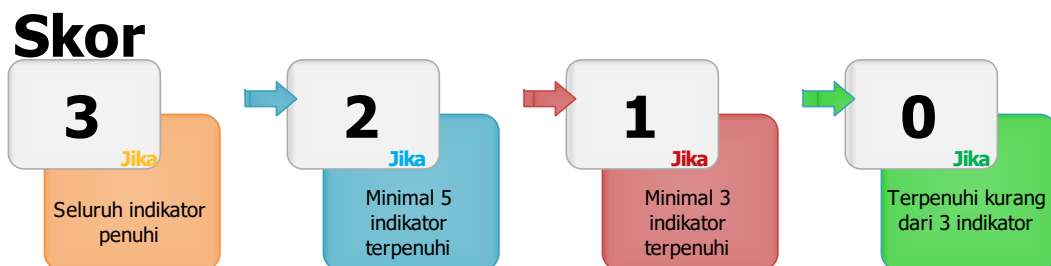 Skor
3
Jika
Seluruh indikator
penuhi
2
Jika
Minimal 5
indikator
terpenuhi
1
Jika
Minimal 3
indikator
terpenuhi
0
Jika
Terpenuhi kurang
dari 3 indikator